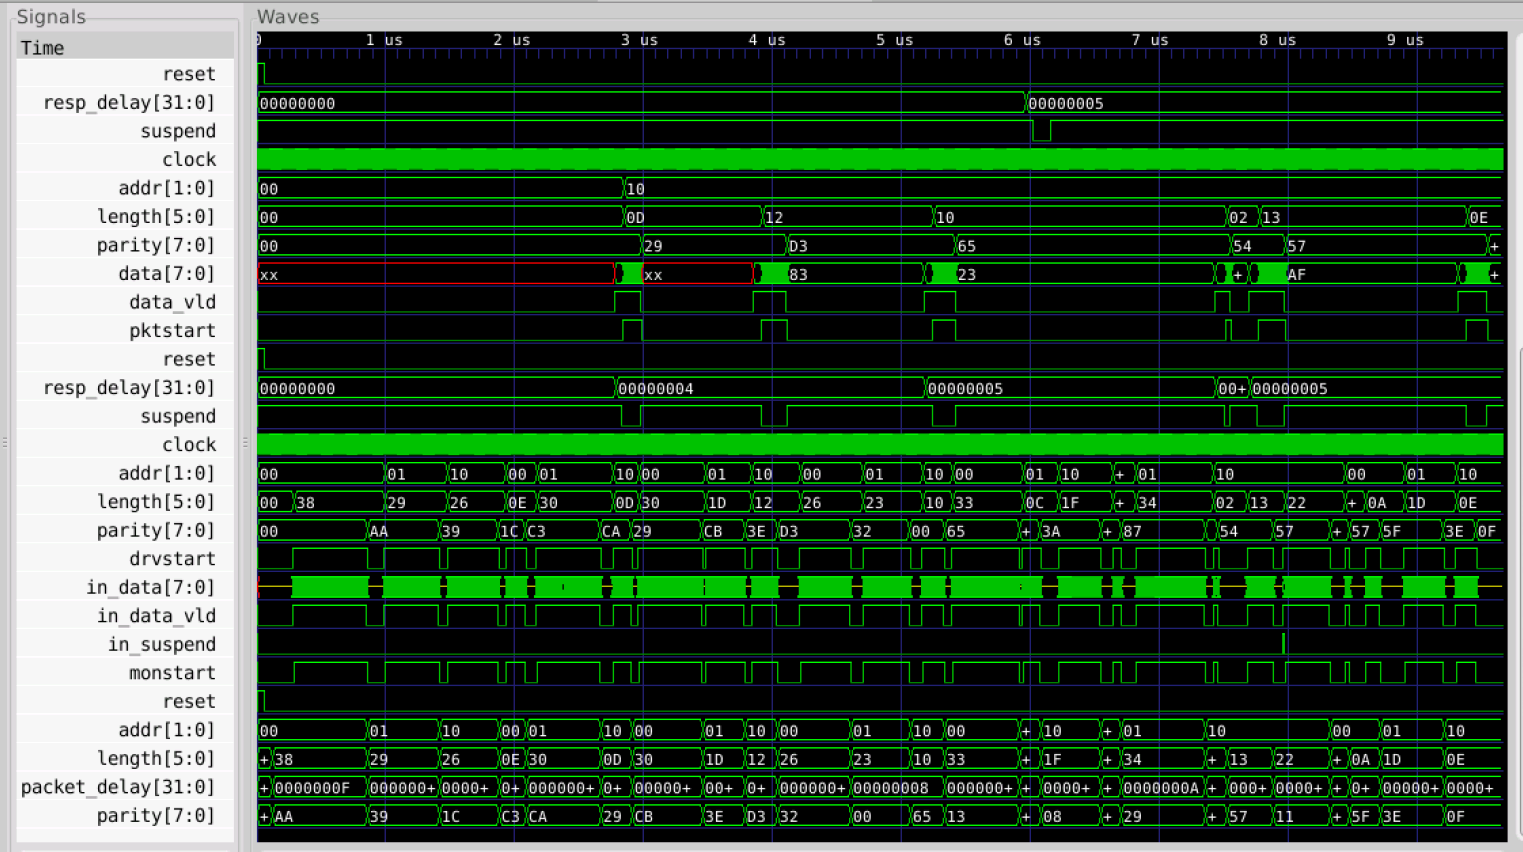 Signals Waves
Time 0 1 us 2 us 3 us 4 us 5 us 6 us 7 us 8 us 9 us
reset
resp_delay[31:0] 00000000 00000005
suspend
clock
addr[1:0] 00 10
length[5:0] 00 0D 12 10 02 13 0E
parity[7:0] 00 29 D3 65 54 57 +
data[7:0] xx xx 83 23 + AF +
data_vld
pktstart
reset
resp_delay[31:0] 00000000 00000004 00000005 00+ 00000005
suspend
clock
addr[1:0] 00 01 10 00 01 10 00 01 10 00 01 10 00 01 10 + 01 10 00 01 10
length[5:0] 00 38 29 26 0E 30 0D 30 1D 12 26 23 10 33 0C 1F + 34 02 13 22 + 0A 1D 0E
parity[7:0] 00 AA 39 1C C3 CA 29 CB 3E D3 32 00 65 + 3A + 87 54 57 + 57 5F 3E 0F
drvstart
in_data[7:0]
in_data_vld
in_suspend
monstart
reset
addr[1:0] 00 01 10 00 01 10 00 01 10 00 01 10 00 + 10 + 01 10 00 01 10
length[5:0] + 38 29 26 0E 30 0D 30 1D 12 26 23 10 33 + 1F + 34 + 13 22 + 0A 1D 0E
packet_delay[31:0] + 0000000F 000000+ 0000+ 0+ 000000+ 0+ 00000+ 00+ 0+ 000000+ 00000008 000000+ + 0000+ + 0000000A + 000+ 0000+ + 0+ 00000+ 0000+
parity[7:0] + AA 39 1C C3 CA 29 CB 3E D3 32 00 65 13 + 08 + 29 + 57 11 + 5F 3E 0F